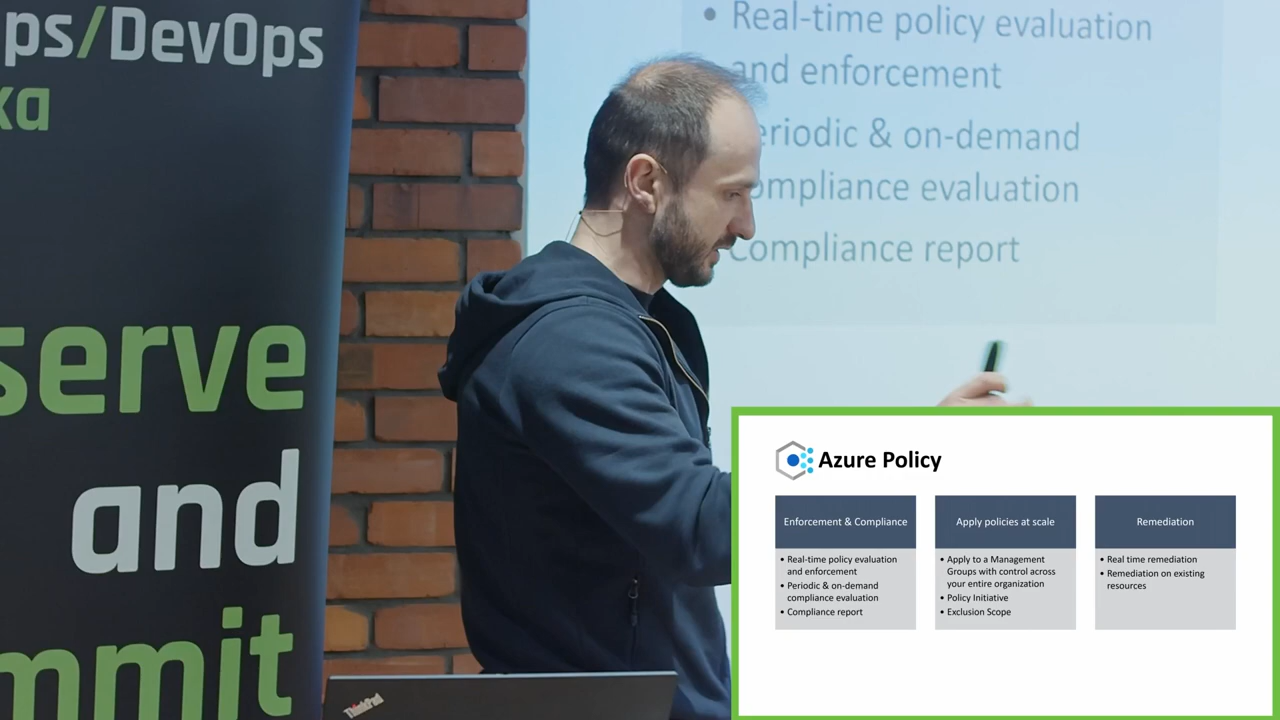 ps/DevOps
ka
serve
and
mmit
• Real-time policy evaluation
and enforcement
eriodic & on-demand
ompliance evaluation
Compliance report
ThinkPad
Azure Policy
Enforcement & Compliance
• Real-time policy evaluation
and enforcement
• Periodic & on-demand
compliance evaluation
• Compliance report
Apply policies at scale
• Apply to a Management
Groups with control across
your entire organization
• Policy Initiative
• Exclusion Scope
Remediation
• Real time remediation
• Remediation on existing
resources